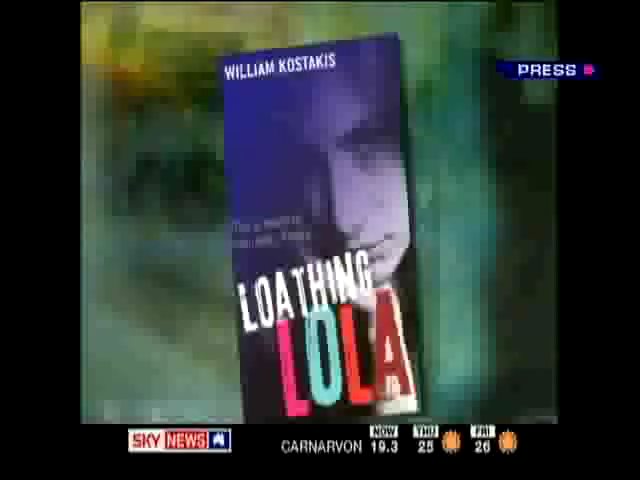 WILLIAM KOSTAKIS
PRESS
LOATHING
LOLA
SKY NEWS
CARNARVON
NOW
19.3
THU
25
FRI
26